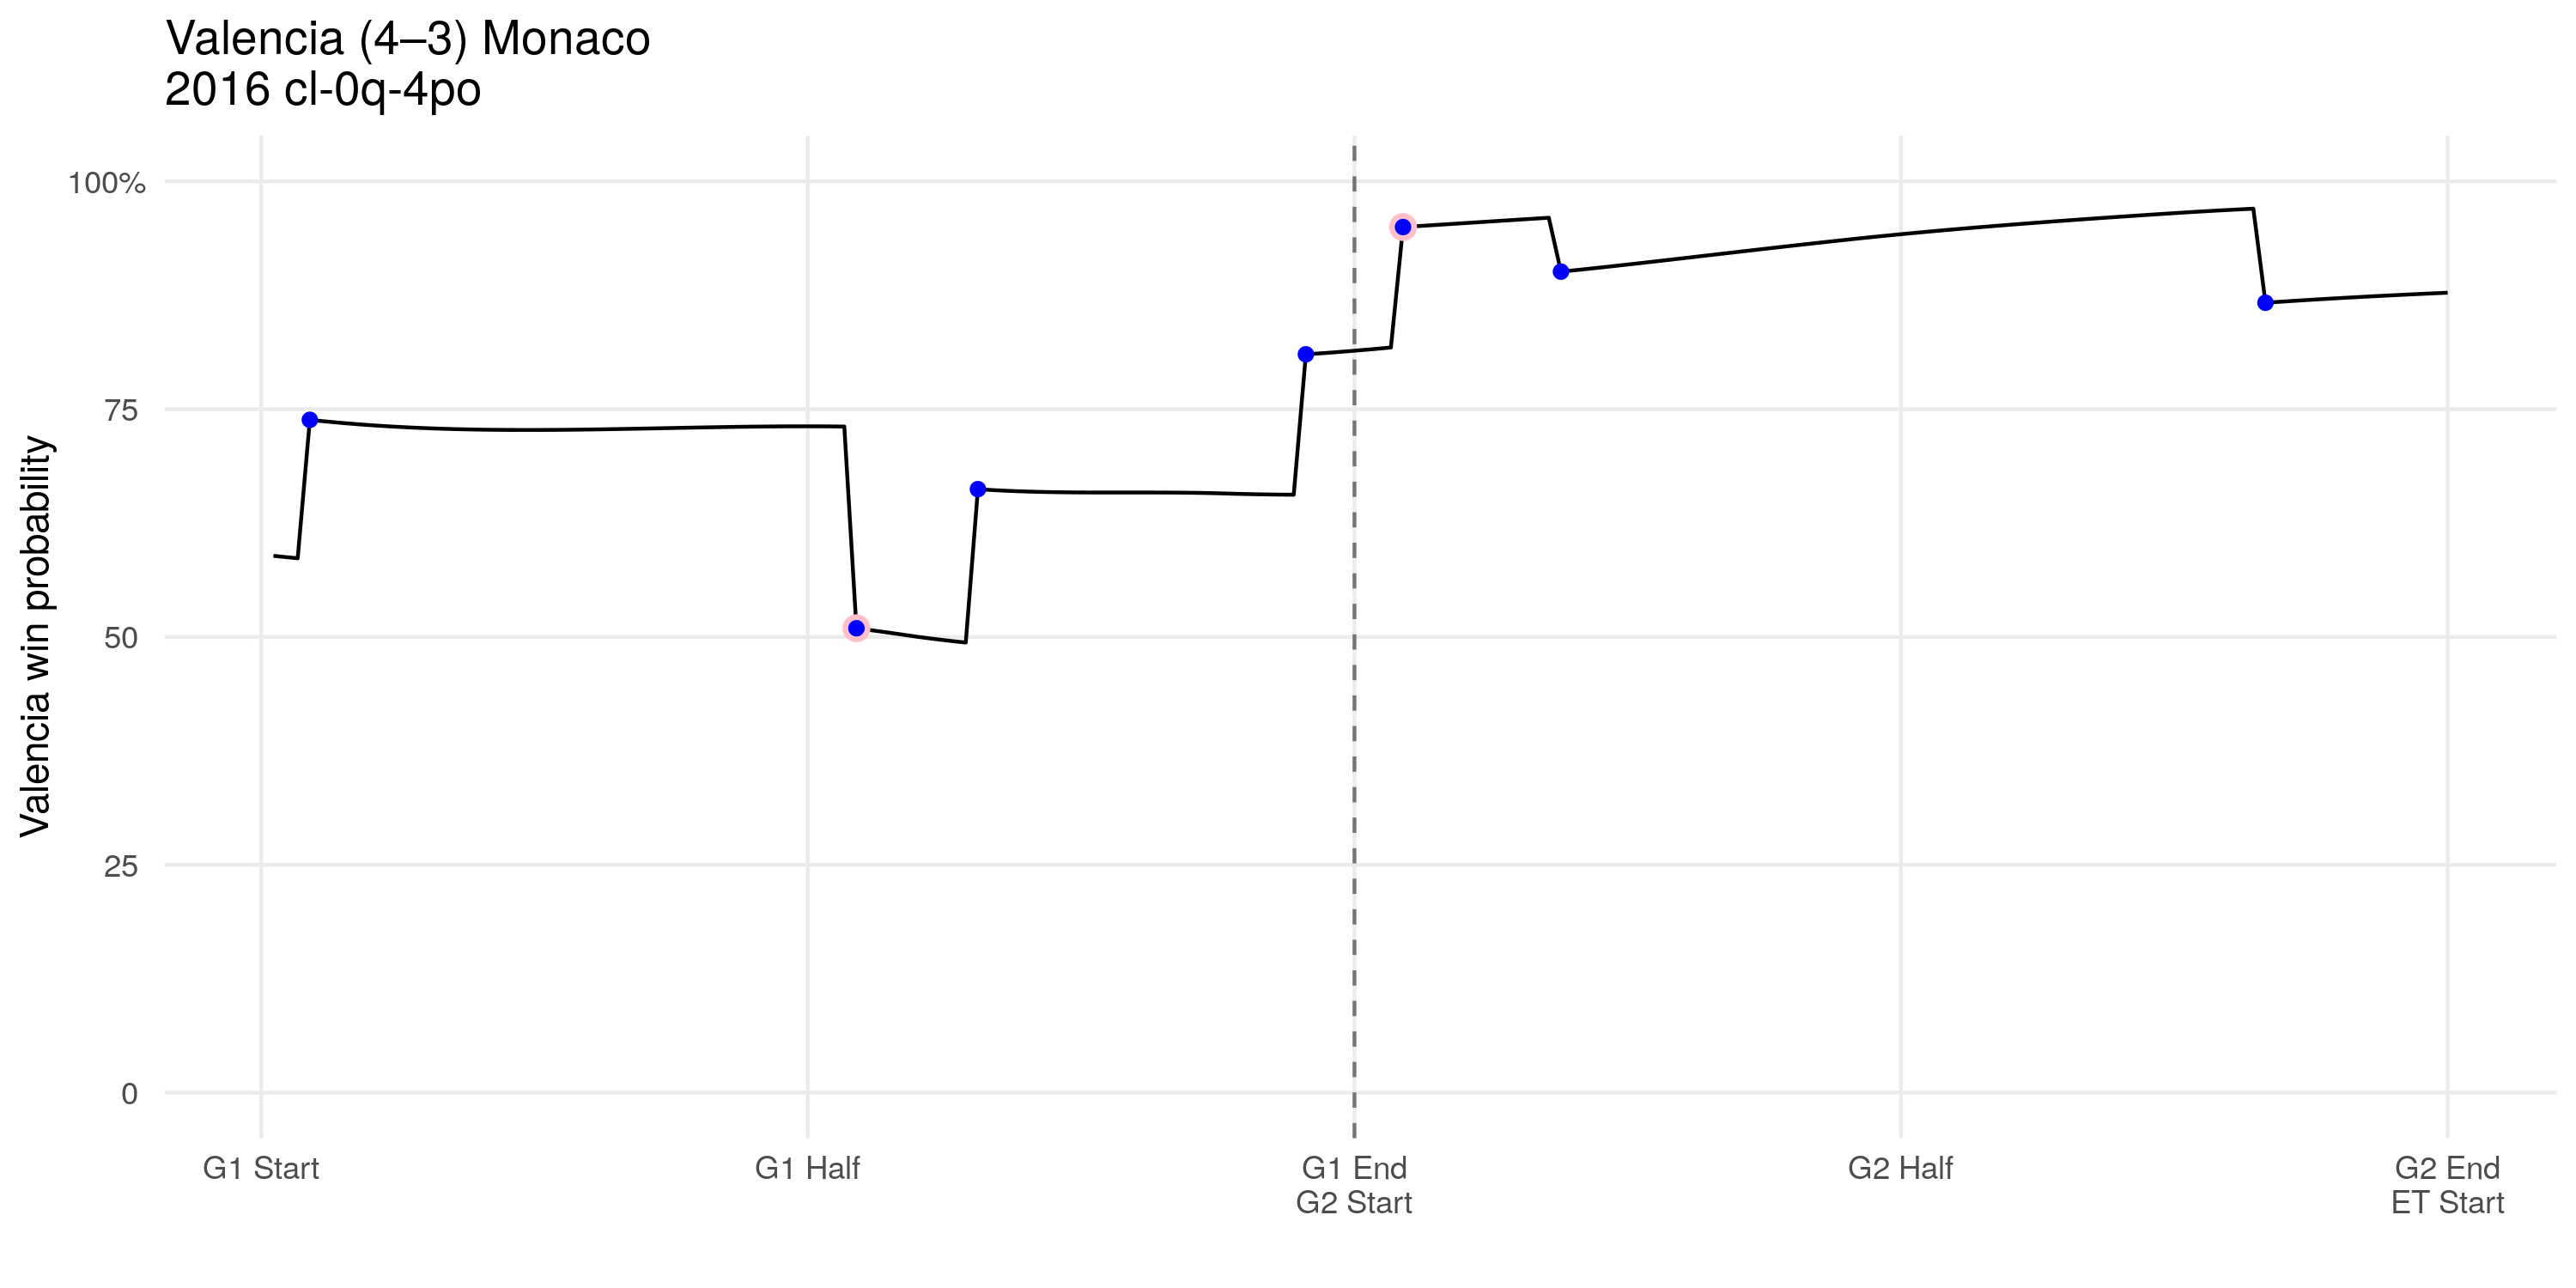 Valencia (4–3) Monaco
2016 cl-0q-4po
Valencia win probability
100%
75
50
25
0
G1 Start
G1 Half
G1 End
G2 Start
G2 Half
G2 End
ET Start